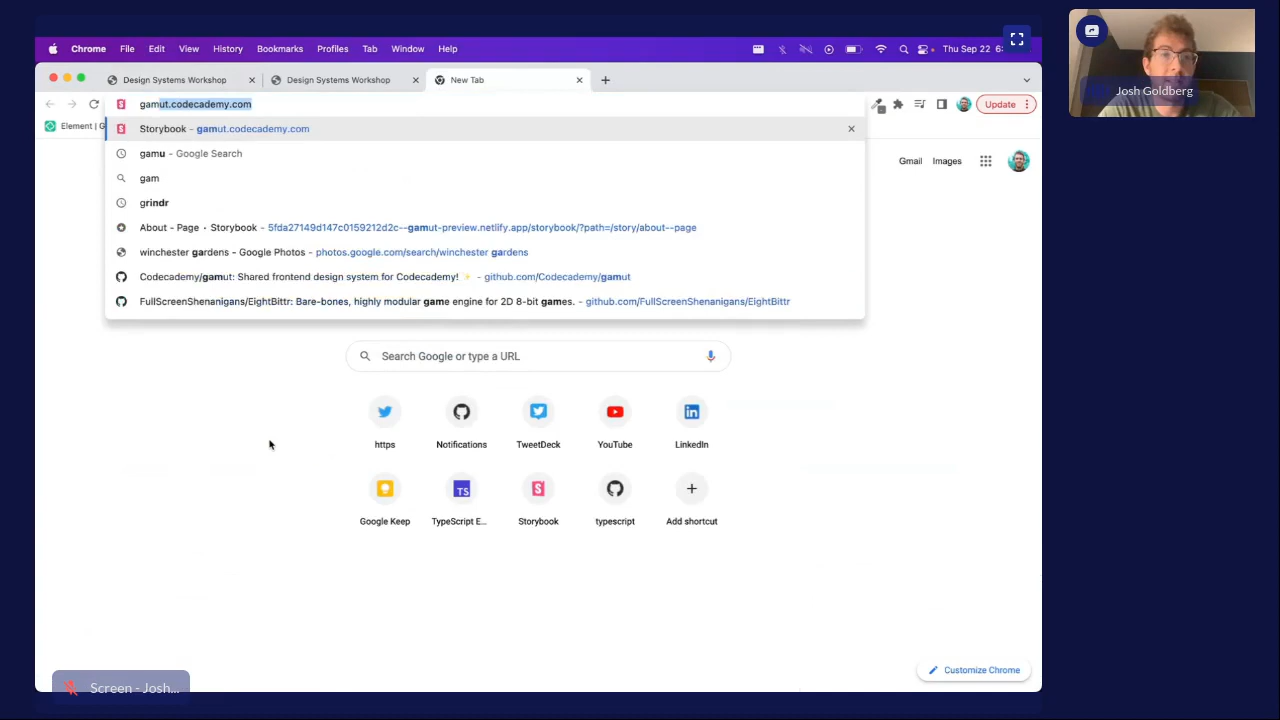 Chrome File Edit View History Bookmarks Profiles Tab Window Help Thu Sep 22 6:
Design Systems Workshop Design Systems Workshop New Tab
gamut.codecademy.com Update
Element | G
Storybook - gamut.codecademy.com
gamu - Google Search
gam
grindr
About - Page • Storybook - 5fda27149d147c0159212d2c--gamut-preview.netlify.app/storybook/?path=/story/about--page
winchester gardens - Google Photos - photos.google.com/search/winchester gardens
Codecademy/gamut: Shared frontend design system for Codecademy! ✨ - github.com/Codecademy/gamut
FullScreenShenanigans/EightBittr: Bare-bones, highly modular game engine for 2D 8-bit games. - github.com/FullScreenShenanigans/EightBittr
Gmail Images
Search Google or type a URL
https Notifications TweetDeck YouTube LinkedIn
TS
Google Keep TypeScript E... Storybook typescript Add shortcut
Customize Chrome
Screen - Josh...
Josh Goldberg